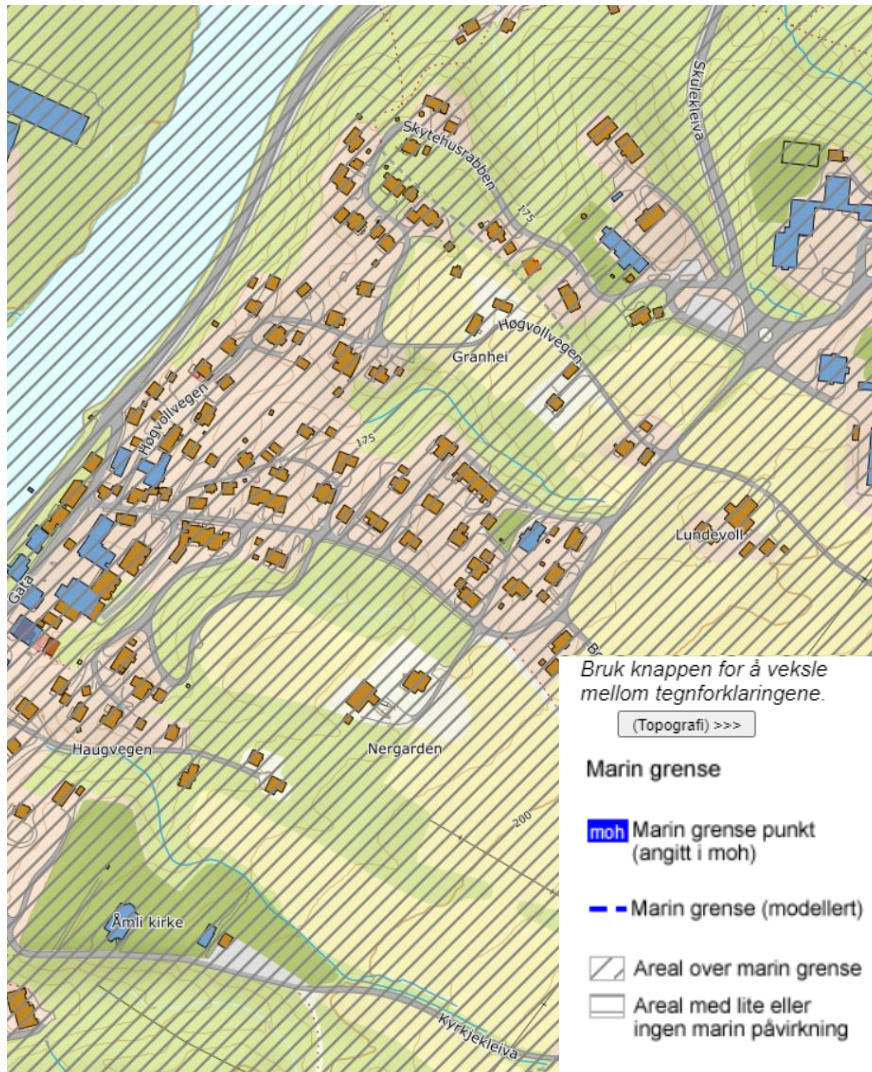 Skulekleiva
Skytehusrabben
175
Høgvollvegen
Granhei
Høgvollvegen
175
Lundevoll
Gata
Bruk knappen for å veksle
mellom tegnforklaringene.
(Topografi) >>>
Haugvegen
Nergarden
Marin grense
200
moh Marin grense punkt
(angitt i moh)
Marin grense (modellert)
Åmli kirke
Areal over marin grense
Areal med lite eller
ingen marin påvirkning
Kyrkjekleiva